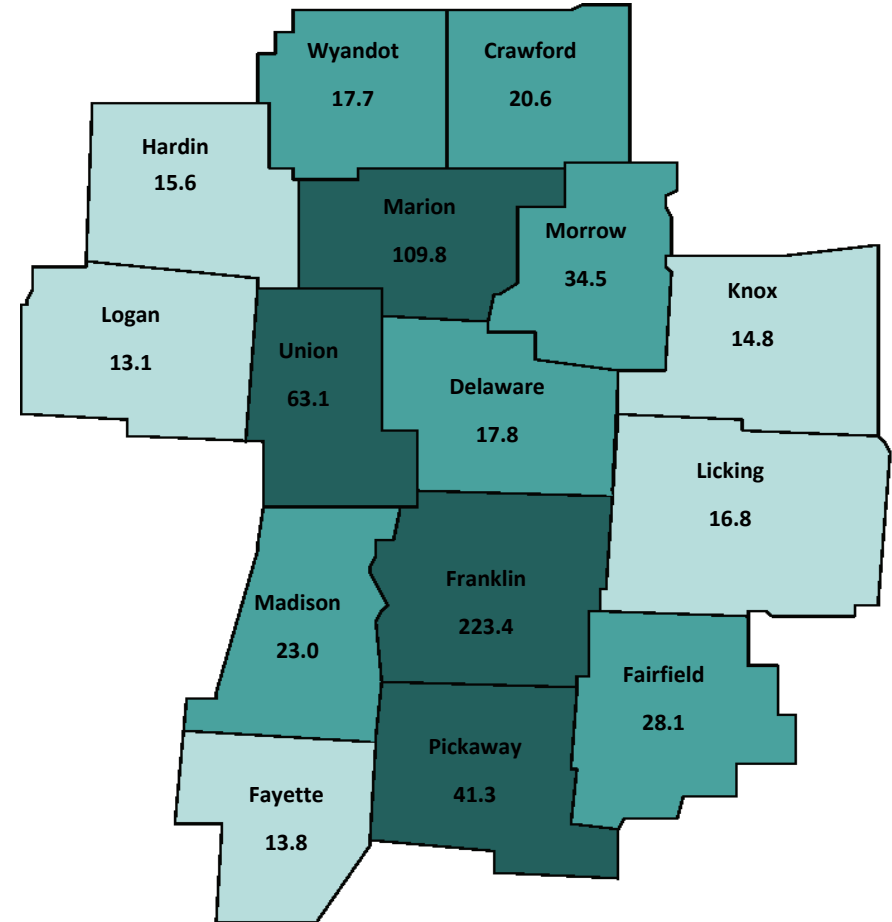 Wyandot
17.7
Crawford
20.6
Hardin
15.6
Marion
109.8
Morrow
34.5
Knox
14.8
Logan
13.1
Union
63.1
Delaware
17.8
Licking
16.8
Franklin
223.4
Madison
23.0
Fairfield
28.1
Pickaway
41.3
Fayette
13.8